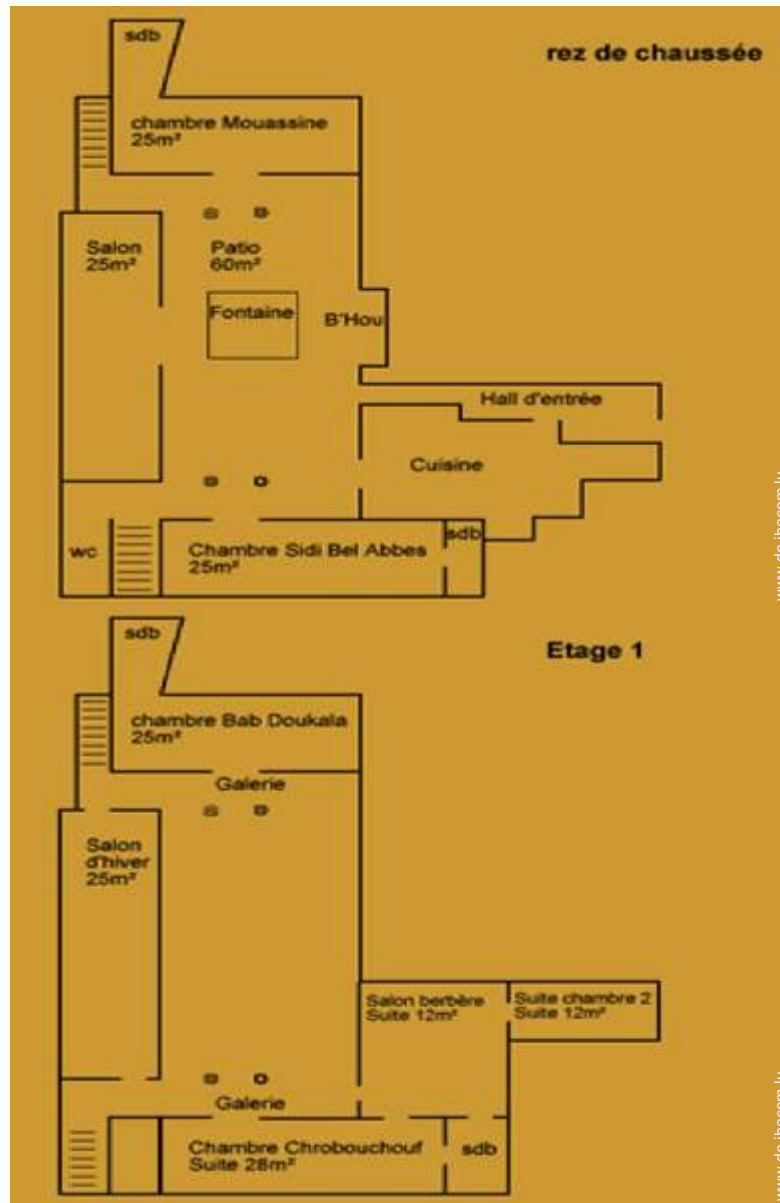 sdb
rez de chaussée
chambre Mouassine
25m²
Salon
25m²
Patio
60m²
Fontaine
B'Hou
Hall d'entrée
Cuisine
wc
Chambre Sidi Bel Abbes
25m²
sdb
sdb
Etage 1
chambre Bab Doukala
25m²
Galerie
Salon
d'hiver
25m²
Salon berbère
Suite 12m²
Suite chambre 2
Suite 12m²
Galerie
Chambre Chrobouchouf
Suite 28m²
sdb